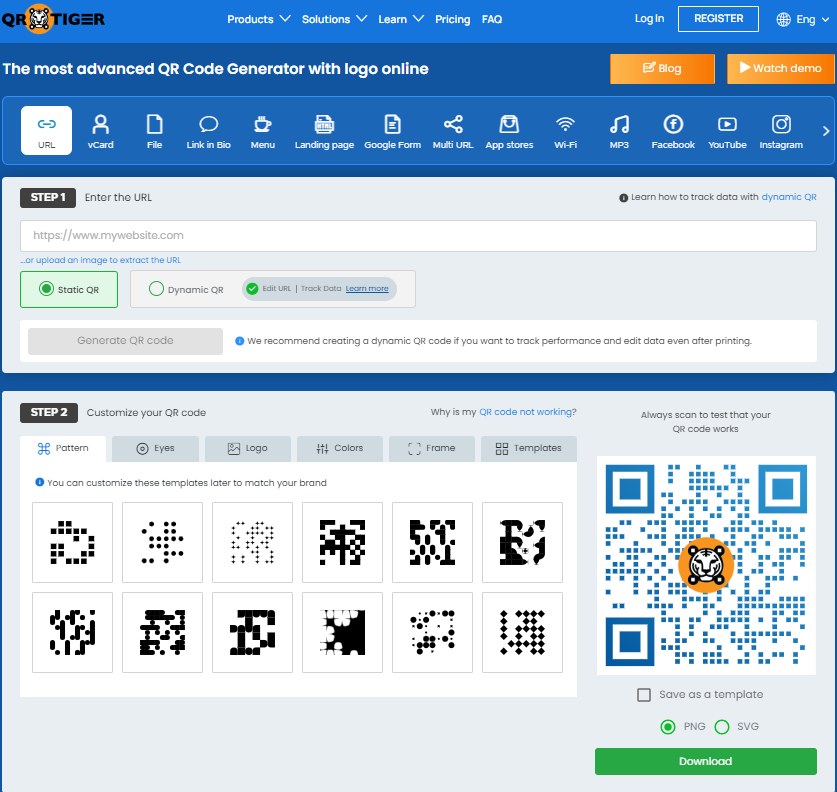 QR TIGER
Products Solutions Learn Pricing FAQ
Log In REGISTER Eng
The most advanced QR Code Generator with logo online
Blog Watch demo
URL vCard File Link in Bio Menu Landing page Google Form Multi URL App stores Wi-Fi MP3 Facebook YouTube Instagram
STEP 1 Enter the URL
Learn how to track data with dynamic QR
https://www.mywebsite.com
...or upload an image to extract the URL
Static QR Dynamic QR Edit URL | Track Data Learn more
Generate QR code We recommend creating a dynamic QR code if you want to track performance and edit data even after printing.
STEP 2 Customize your QR code
Why is my QR code not working?
Pattern Eyes Logo Colors Frame Templates
You can customize these templates later to match your brand
Always scan to test that your
QR code works
Save as a template
PNG SVG
Download